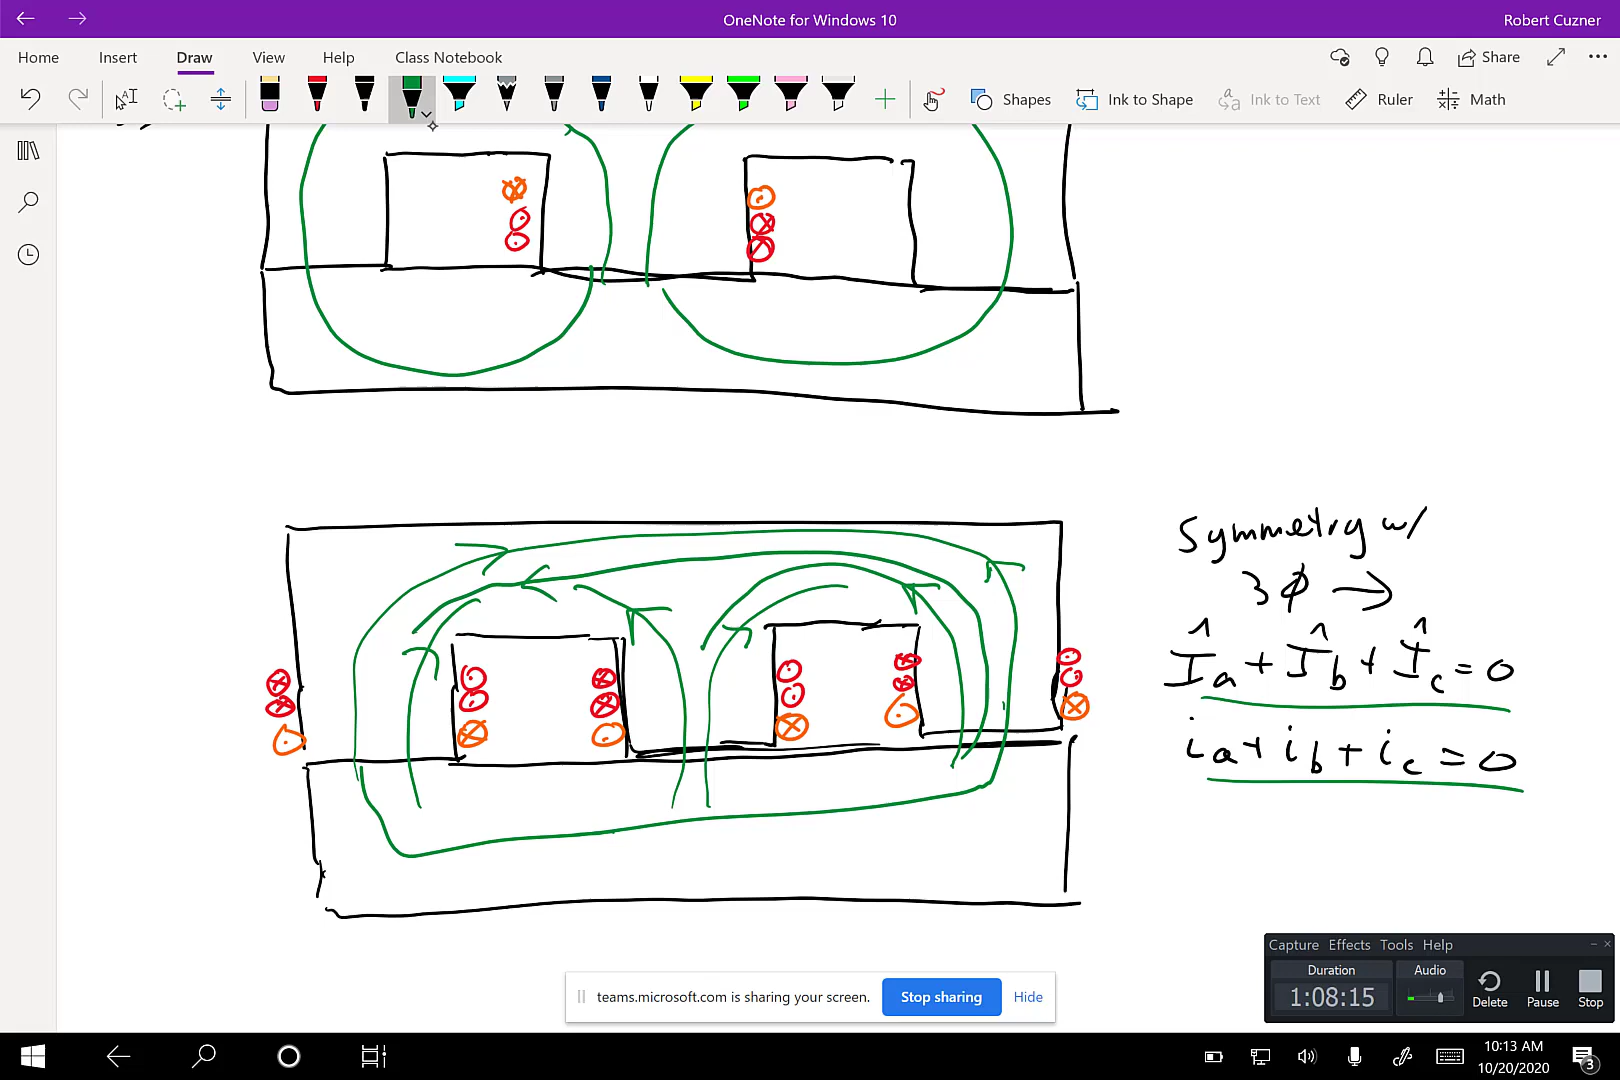 OneNote for Windows 10
Robert Cuzner
Home Insert Draw View Help Class Notebook
Share
Shapes Ink to Shape Ink to Text Ruler Math
Symmetry w/
3φ →
Îa + Îb + Îc = 0
ia + ib + ic = 0
Capture Effects Tools Help
Duration Audio
1:08:15
Delete Pause Stop
teams.microsoft.com is sharing your screen. Stop sharing Hide
10:13 AM
10/20/2020
3